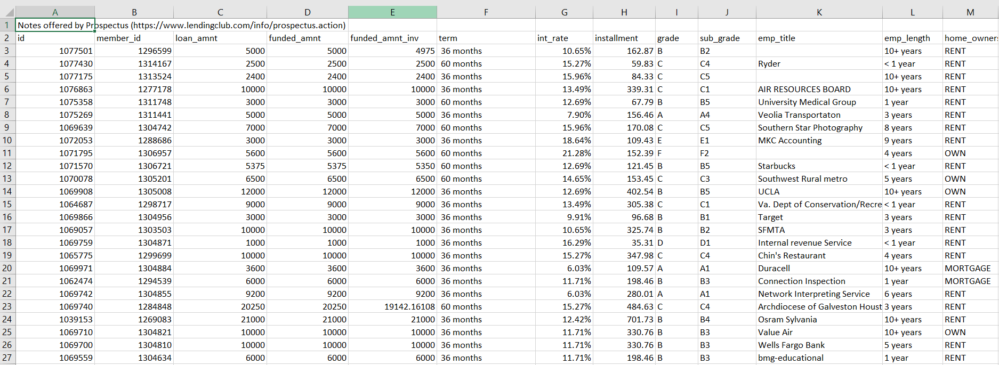 A B C D E F G H I J K L M
1 Notes offered by Prospectus (https://www.lendingclub.com/info/prospectus.action)
2 id member_id loan_amnt funded_amnt funded_amnt_inv term int_rate installment grade sub_grade emp_title emp_length home_owners
3 1077501 1296599 5000 5000 4975 36 months 10.65% 162.87 B B2 10+ years RENT
4 1077430 1314167 2500 2500 2500 60 months 15.27% 59.83 C C4 Ryder < 1 year RENT
5 1077175 1313524 2400 2400 2400 36 months 15.96% 84.33 C C5 10+ years RENT
6 1076863 1277178 10000 10000 10000 36 months 13.49% 339.31 C C1 AIR RESOURCES BOARD 10+ years RENT
7 1075358 1311748 3000 3000 3000 60 months 12.69% 67.79 B B5 University Medical Group 1 year RENT
8 1075269 1311441 5000 5000 5000 36 months 7.90% 156.46 A A4 Veolia Transportaton 3 years RENT
9 1069639 1304742 7000 7000 7000 60 months 15.96% 170.08 C C5 Southern Star Photography 8 years RENT
10 1072053 1288686 3000 3000 3000 36 months 18.64% 109.43 E E1 MKC Accounting 9 years RENT
11 1071795 1306957 5600 5600 5600 60 months 21.28% 152.39 F F2 4 years OWN
12 1071570 1306721 5375 5375 5350 60 months 12.69% 121.45 B B5 Starbucks < 1 year RENT
13 1070078 1305201 6500 6500 6500 60 months 14.65% 153.45 C C3 Southwest Rural metro 5 years OWN
14 1069908 1305008 12000 12000 12000 36 months 12.69% 402.54 B B5 UCLA 10+ years OWN
15 1064687 1298717 9000 9000 9000 36 months 13.49% 305.38 C C1 Va. Dept of Conservation/Recre < 1 year RENT
16 1069866 1304956 3000 3000 3000 36 months 9.91% 96.68 B B1 Target 3 years RENT
17 1069057 1303503 10000 10000 10000 36 months 10.65% 325.74 B B2 SFMTA 3 years RENT
18 1069759 1304871 1000 1000 1000 36 months 16.29% 35.31 D D1 Internal revenue Service < 1 year RENT
19 1065775 1299699 10000 10000 10000 36 months 15.27% 347.98 C C4 Chin's Restaurant 4 years RENT
20 1069971 1304884 3600 3600 3600 36 months 6.03% 109.57 A A1 Duracell 10+ years MORTGAGE
21 1062474 1294539 6000 6000 6000 36 months 11.71% 198.46 B B3 Connection Inspection 1 year MORTGAGE
22 1069742 1304855 9200 9200 9200 36 months 6.03% 280.01 A A1 Network Interpreting Service 6 years RENT
23 1069740 1284848 20250 20250 19142.16108 60 months 15.27% 484.63 C C4 Archdiocese of Galveston Houst 3 years RENT
24 1039153 1269083 21000 21000 21000 36 months 12.42% 701.73 B B4 Osram Sylvania 10+ years RENT
25 1069710 1304821 10000 10000 10000 36 months 11.71% 330.76 B B3 Value Air 10+ years OWN
26 1069700 1304810 10000 10000 10000 36 months 11.71% 330.76 B B3 Wells Fargo Bank 5 years RENT
27 1069559 1304634 6000 6000 6000 36 months 11.71% 198.46 B B3 bmg-educational 1 year RENT